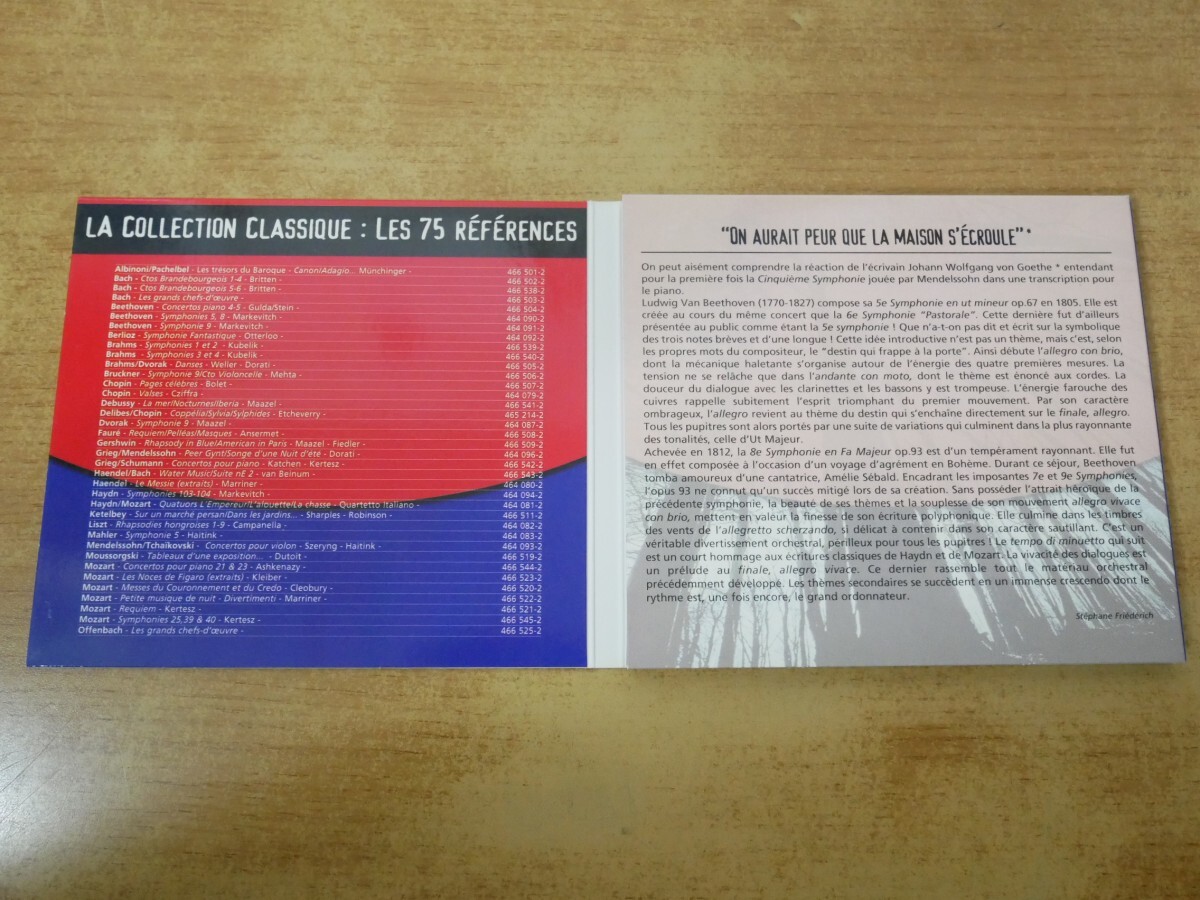 LA COLLECTION CLASSIQUE : LES 75 RÉFÉRENCES
Albinoni/Pachelbel - Les trésors du Baroque - Canon/Adagio... Münchinger - 466 501-2
Bach - Ctos Brandebourgeois 1-4 - Britten - 466 502-2
Bach - Ctos Brandebourgeois 5-6 - Britten - 466 538-2
Bach - Les grands chefs-d'œuvre - 466 503-2
Beethoven - Concertos piano 4-5 - Gulda/Stein - 466 504-2
Beethoven - Symphonies 5, 8 - Markevitch - 464 090-2
Beethoven - Symphonie 9 - Markevitch - 464 091-2
Berlioz - Symphonie Fantastique - Otterloo - 464 092-2
Brahms - Symphonies 1 et 2 - Kubelik - 466 539-2
Brahms - Symphonies 3 et 4 - Kubelik - 466 540-2
Brahms/Dvorak - Danses - Weller - Dorati - 466 505-2
Bruckner - Symphonie 9/Cto Violoncelle - Mehta - 466 506-2
Chopin - Pages célèbres - Bolet - 466 507-2
Chopin - Valses - Cziffra - 464 079-2
Debussy - La mer/Nocturnes/Iberia - Maazel - 466 541-2
Delibes/Chopin - Coppélia/Sylvia/Sylphides - Etcheverry - 465 214-2
Dvorak - Symphonie 9 - Maazel - 464 087-2
Fauré - Requiem/Pelléas/Masques - Ansermet - 466 508-2
Gershwin - Rhapsody in Blue/American in Paris - Maazel - Fiedler - 466 509-2
Grieg/Mendelssohn - Peer Gynt/Songe d'une Nuit d'été - Dorati - 464 096-2
Grieg/Schumann - Concertos pour piano - Katchen - Kertesz - 466 542-2
Haendel/Bach - Water Music/Suite nE 2 - van Beinum - 466 543-2
Haendel - Le Messie (extraits) - Marriner - 464 080-2
Haydn - Symphonies 103-104 - Markevitch - 464 094-2
Haydn/Mozart - Quatuors L'Empereur/L'alouette/La chasse - Quartetto Italiano - 464 081-2
Ketelbey - Sur un marché persan/Dans les jardins... - Sharples - Robinson - 466 511-2
Liszt - Rhapsodies hongroises 1-9 - Campanella - 464 082-2
Mahler - Symphonie 5 - Haitink - 464 083-2
Mendelssohn/Tchaïkovski - Concertos pour violon - Szeryng - Haitink - 464 093-2
Moussorgski - Tableaux d'une exposition... - Dutoit - 466 519-2
Mozart - Concertos pour piano 21 & 23 - Ashkenazy - 466 544-2
Mozart - Les Noces de Figaro (extraits) - Kleiber - 466 523-2
Mozart - Messes du Couronnement et du Credo - Cleobury - 466 520-2
Mozart - Petite musique de nuit - Divertimenti - Marriner - 466 522-2
Mozart - Requiem - Kertesz - 466 521-2
Mozart - Symphonies 25,39 & 40 - Kertesz - 466 545-2
Offenbach - Les grands chefs-d'œuvre - 466 525-2
"ON AURAIT PEUR QUE LA MAISON S'ÉCROULE" *
On peut aisément comprendre la réaction de l'écrivain Johann Wolfgang von Goethe * entendant
pour la première fois la Cinquième Symphonie jouée par Mendelssohn dans une transcription pour
le piano.
Ludwig Van Beethoven (1770-1827) compose sa 5e Symphonie en ut mineur op.67 en 1805. Elle est
créée au cours du même concert que la 6e Symphonie "Pastorale". Cette dernière fut d'ailleurs
présentée au public comme étant la 5e symphonie ! Que n'a-t-on pas dit et écrit sur la symbolique
des trois notes brèves et d'une longue ! Cette idée introductive n'est pas un thème, mais c'est, selon
les propres mots du compositeur, le "destin qui frappe à la porte". Ainsi débute l'allegro con brio,
dont la mécanique haletante s'organise autour de l'énergie des quatre premières mesures. La
tension ne se relâche que dans l'andante con moto, dont le thème est énoncé aux cordes. La
douceur du dialogue avec les clarinettes et les bassons y est trompeuse. L'énergie farouche des
cuivres rappelle subitement l'esprit triomphant du premier mouvement. Par son caractère
ombrageux, l'allegro revient au thème du destin qui s'enchaîne directement sur le finale, allegro.
Tous les pupitres sont alors portés par une suite de variations qui culminent dans la plus rayonnante
des tonalités, celle d'Ut Majeur.
Achevée en 1812, la 8e Symphonie en Fa Majeur op.93 est d'un tempérament rayonnant. Elle fut
en effet composée à l'occasion d'un voyage d'agrément en Bohème. Durant ce séjour, Beethoven
tomba amoureux d'une cantatrice, Amélie Sébald. Encadrant les imposantes 7e et 9e Symphonies,
l'opus 93 ne connut qu'un succès mitigé lors de sa création. Sans posséder l'attrait héroïque de la
précédente symphonie, la beauté de ses thèmes et la souplesse de son mouvement allegro vivace
con brio, mettent en valeur la finesse de son écriture polyphonique. Elle culmine dans les timbres
des vents de l'allegretto scherzando, si délicat à contenir dans son caractère sautillant. C'est un
véritable divertissement orchestral, périlleux pour tous les pupitres ! Le tempo di minuetto qui suit
est un court hommage aux écritures classiques de Haydn et de Mozart. La vivacité des dialogues est
un prélude au finale, allegro vivace. Ce dernier rassemble tout le matériau orchestral
précédemment développé. Les thèmes secondaires se succèdent en un immense crescendo dont le
rythme est, une fois encore, le grand ordonnateur.
Stéphane Friédérich